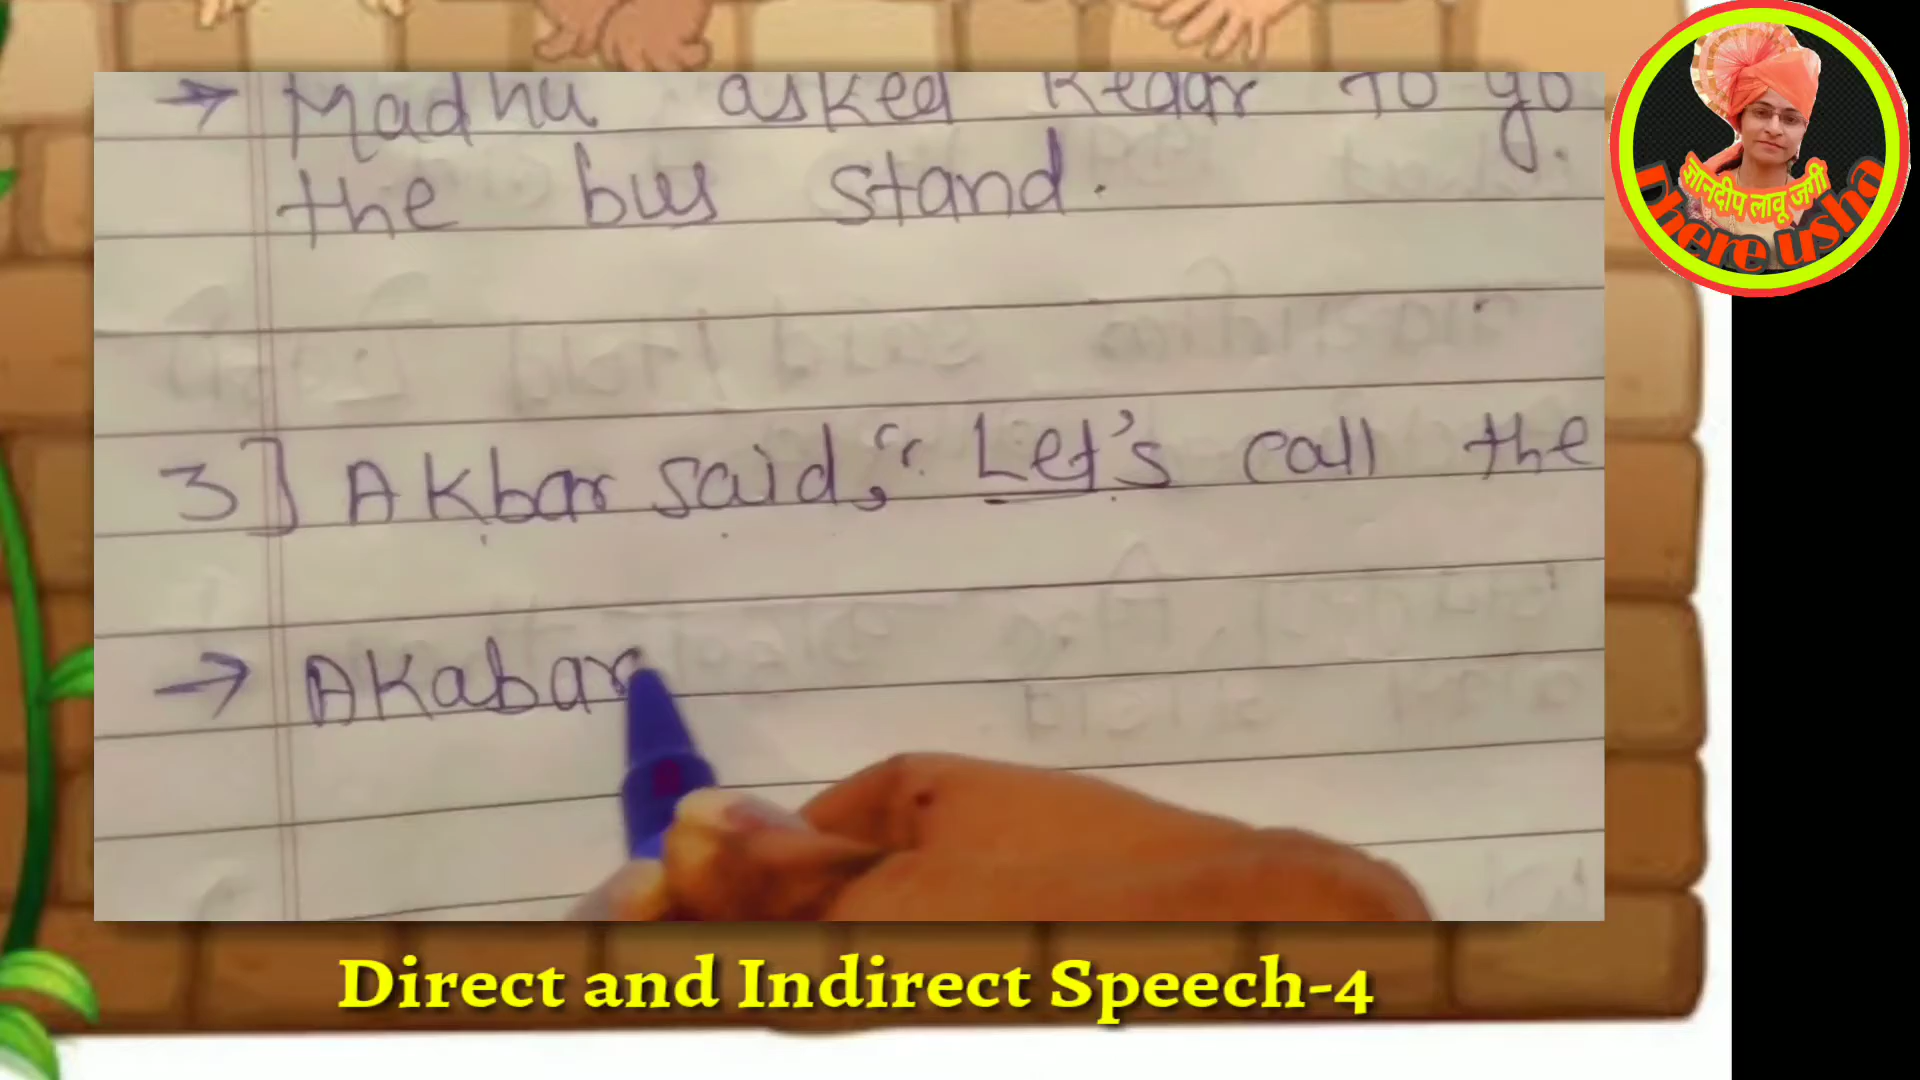 → Madhu asked Kedar to go
the bus stand.
3] Akbar said, “ Let's call the
→ Akabar
Direct and Indirect Speech-4
ज्ञानदीप लावू जगी
Dhere usha